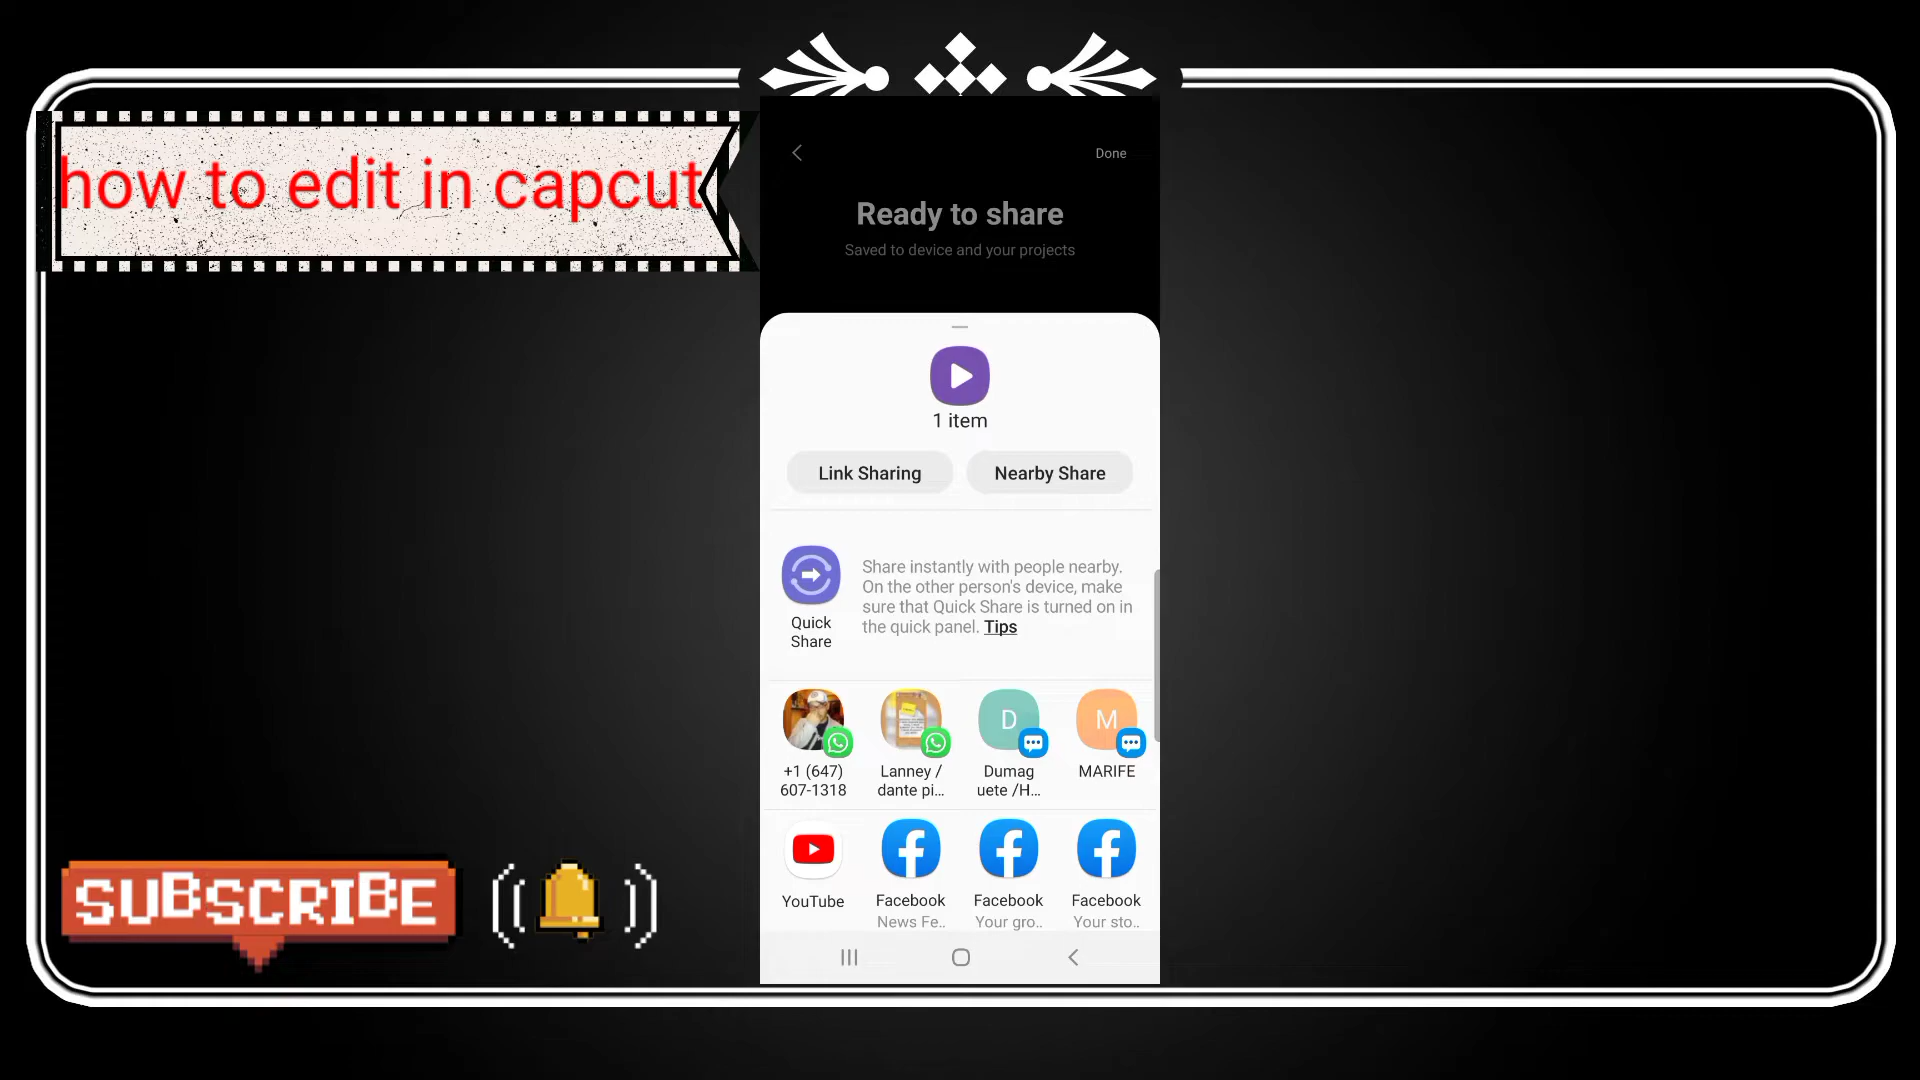 how to edit in capcut
Done
Ready to share
Saved to device and your projects
1 item
Link Sharing
Nearby Share
Share instantly with people nearby.
On the other person's device, make
sure that Quick Share is turned on in
the quick panel. Tips
Quick
Share
D
M
+1 (647)
607-1318
Lanney /
dante pi...
Dumag
uete /H...
MARIFE
YouTube
Facebook
News Fe..
Facebook
Your gro..
Facebook
Your sto..
SUBSCRIBE